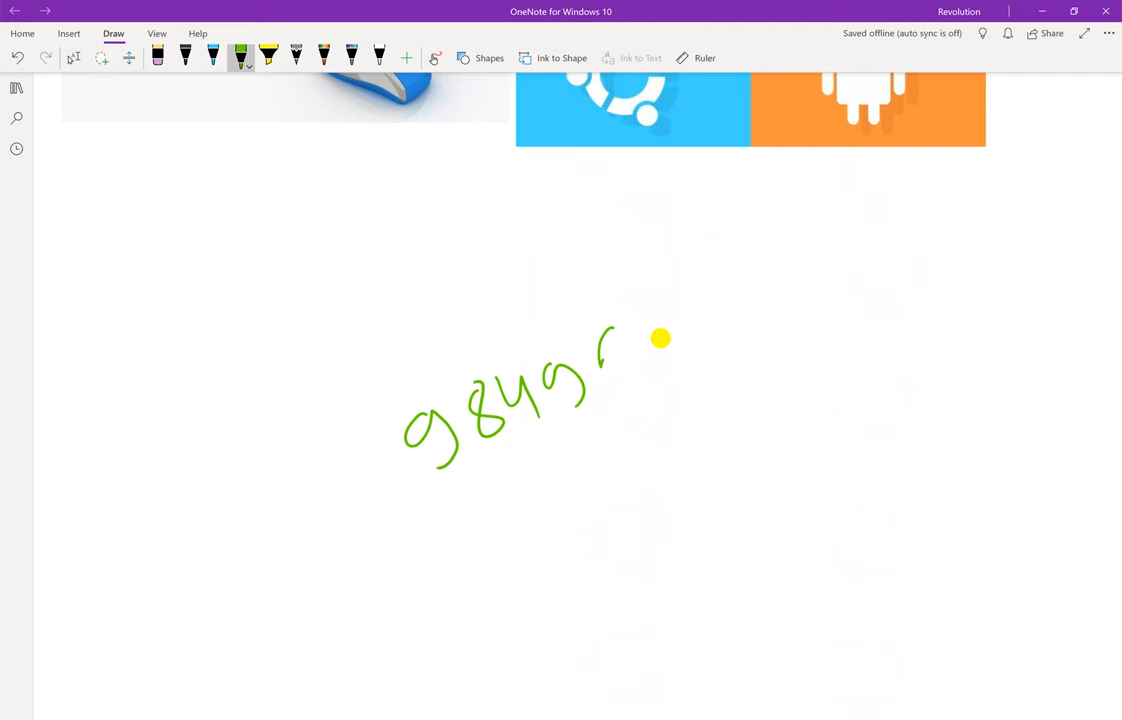 OneNote for Windows 10
Revolution
Home
Insert
Draw
View
Help
Saved offline (auto sync is off)
Share
Shapes
Ink to Shape
Ink to Text
Ruler
9849